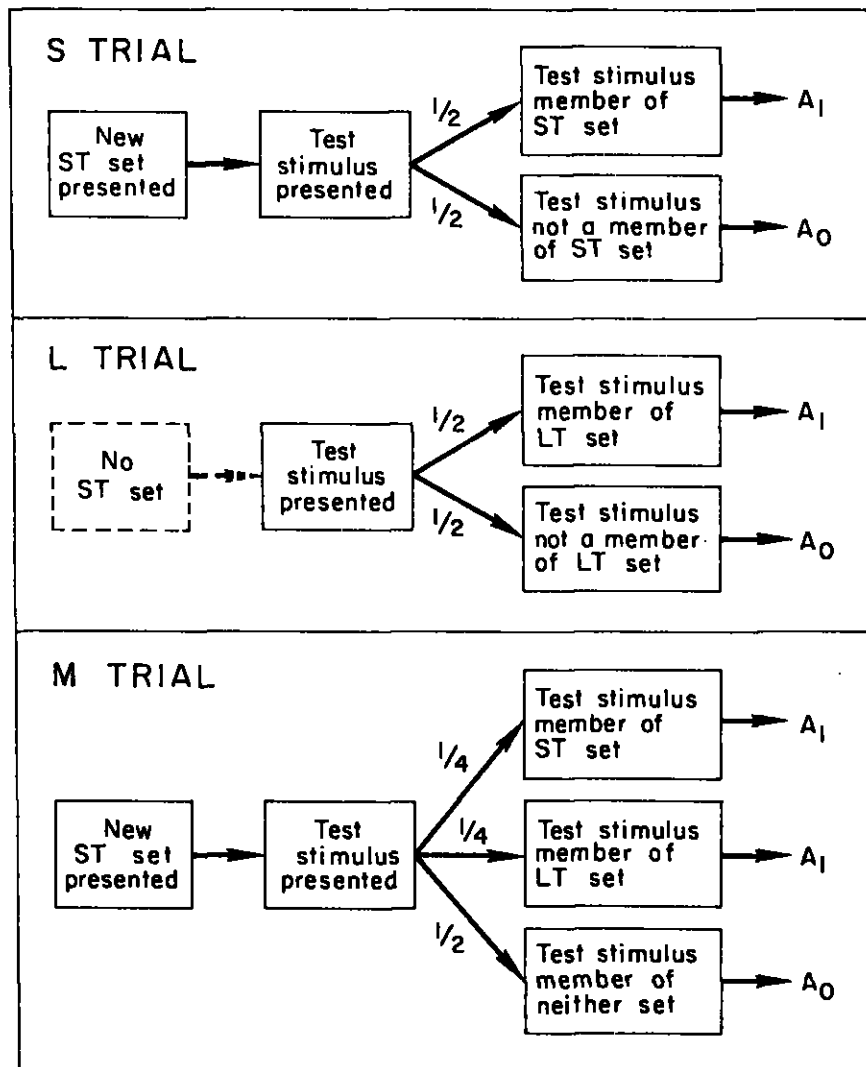 S TRIAL
New
ST set
presented
Test
stimulus
presented
1/2
1/2
Test stimulus
member of
ST set
A1
Test stimulus
not a member
of ST set
A0
L TRIAL
No
ST set
Test
stimulus
presented
1/2
1/2
Test stimulus
member of
LT set
A1
Test stimulus
not a member
of LT set
A0
M TRIAL
New
ST set
presented
Test
stimulus
presented
1/4
1/4
1/2
Test stimulus
member of
ST set
A1
Test stimulus
member of
LT set
A1
Test stimulus
member of
neither set
A0